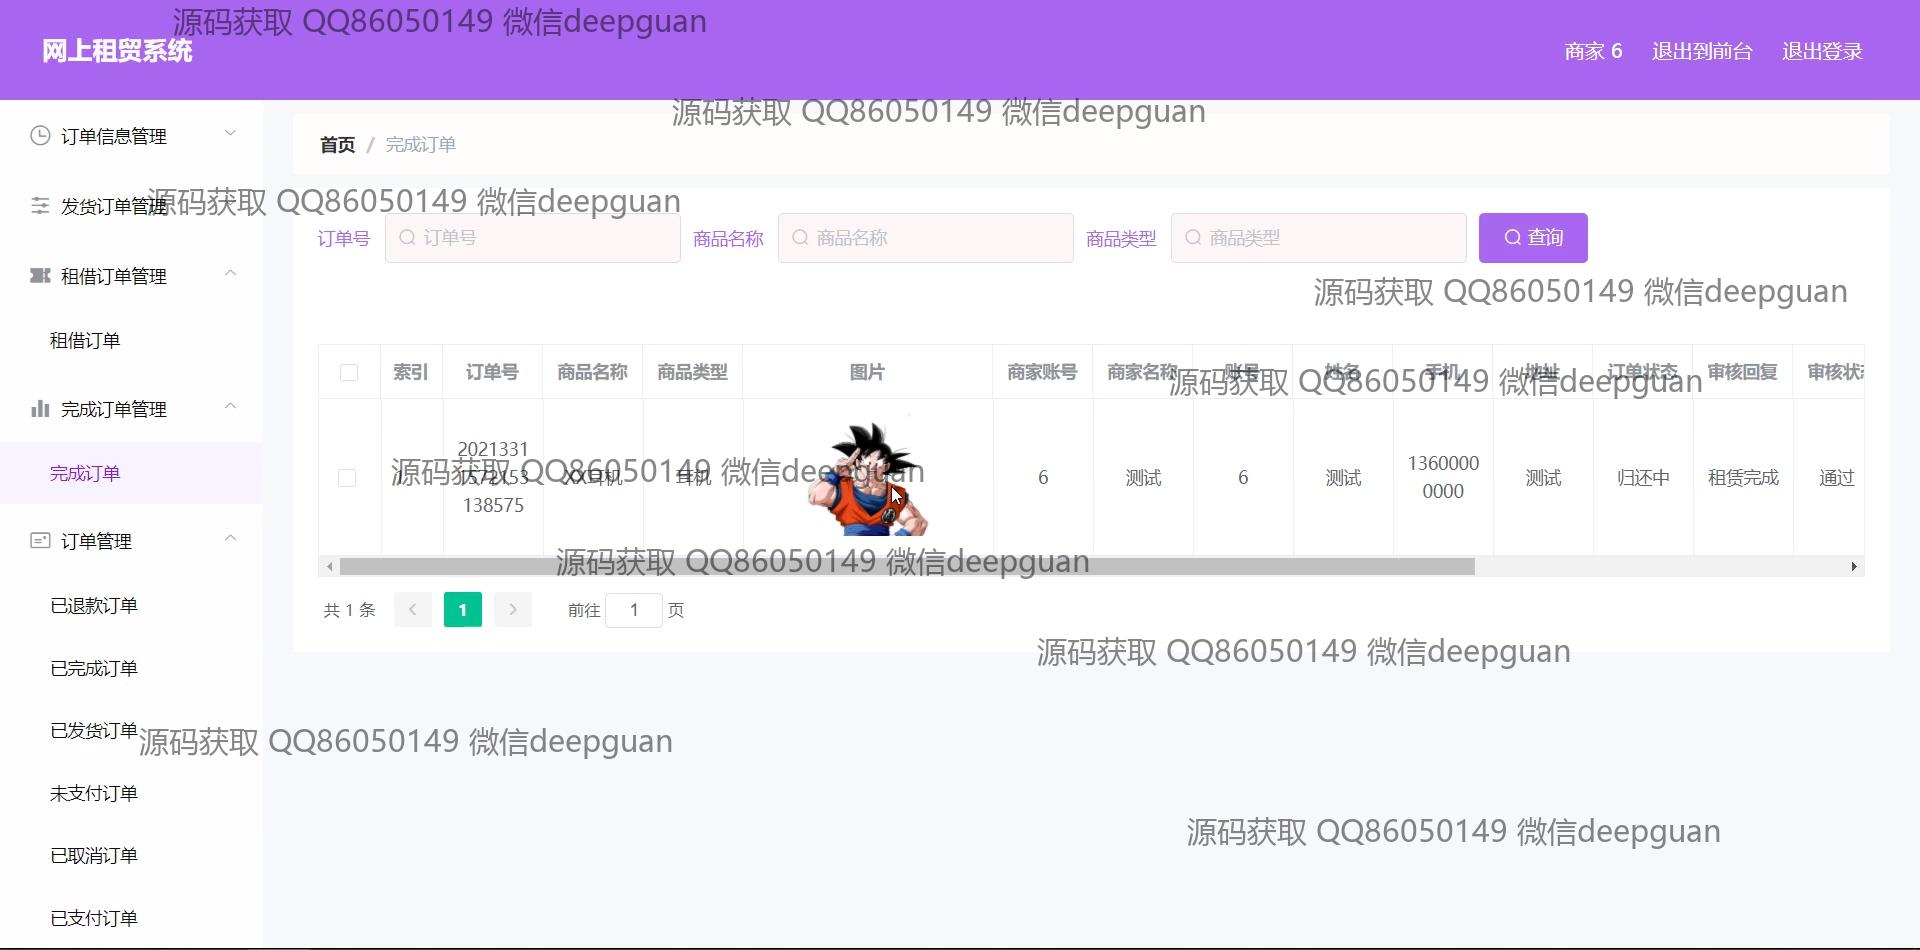 源码获取 QQ86050149 微信deepguan
网上租贸系统
商家 6 退出到前台 退出登录
源码获取 QQ86050149 微信deepguan
订单信息管理
首页 / 完成订单
发货订单管理
源码获取 QQ86050149 微信deepguan
订单号 订单号 商品名称 商品名称 商品类型 商品类型 查询
租借订单管理
源码获取 QQ86050149 微信deepguan
租借订单
索引 订单号 商品名称 商品类型 图片 商家账号 商家名称 账号 姓名 手机 地址 订单状态 审核回复 审核状
源码获取 QQ86050149 微信deepguan
完成订单管理
完成订单
2021331
1572153
138575
1 XX耳机 耳机 6 测试 6 测试
1360000
0000
测试 归还中 租赁完成 通过
源码获取 QQ86050149 微信deepguan
订单管理
源码获取 QQ86050149 微信deepguan
已退款订单
共 1 条 1 前往 1 页
源码获取 QQ86050149 微信deepguan
已完成订单
已发货订单
源码获取 QQ86050149 微信deepguan
未支付订单
源码获取 QQ86050149 微信deepguan
已取消订单
已支付订单